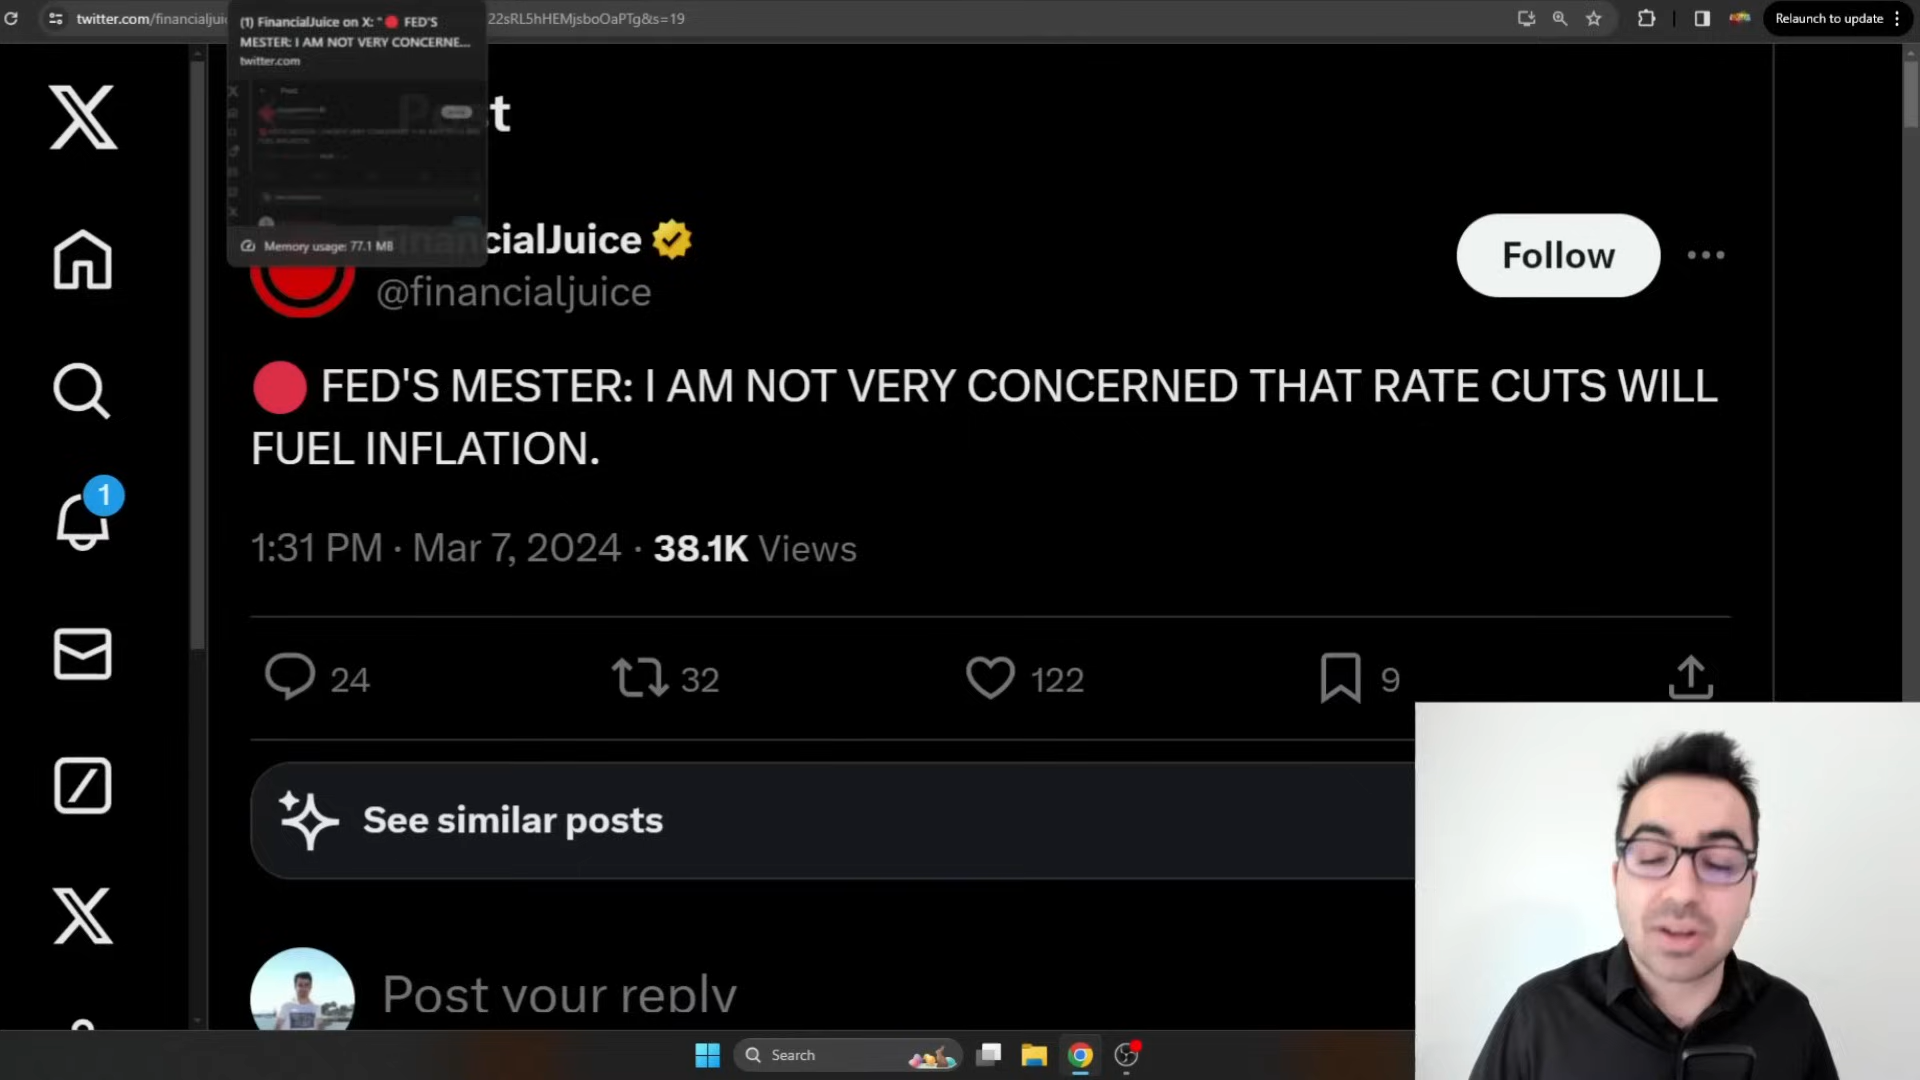 twitter.com/financialjuic
22sRL5hHEMjsboOaPTg&s=19
Relaunch to update
(1) FinancialJuice on X: "🔴 FED'S
MESTER: I AM NOT VERY CONCERNE...
twitter.com
Memory usage: 77.1 MB
Post
FinancialJuice
@financialjuice
Follow
🔴 FED'S MESTER: I AM NOT VERY CONCERNED THAT RATE CUTS WILL
FUEL INFLATION.
1:31 PM · Mar 7, 2024 · 38.1K Views
24 32 122 9
See similar posts
Post your reply
1
Search